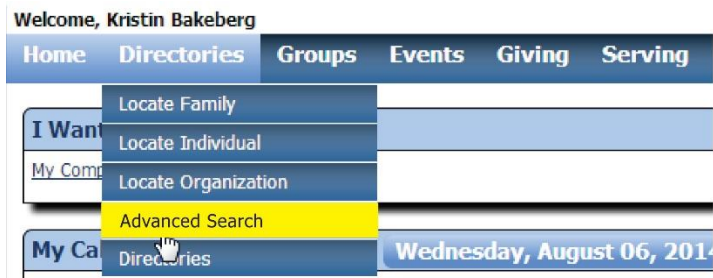 Welcome, Kristin Bakeberg
Home Directories Groups Events Giving Serving
Locate Family
I Want
Locate Individual
My Comp
Locate Organization
Advanced Search
My Ca
Directories
Wednesday, August 06, 2014